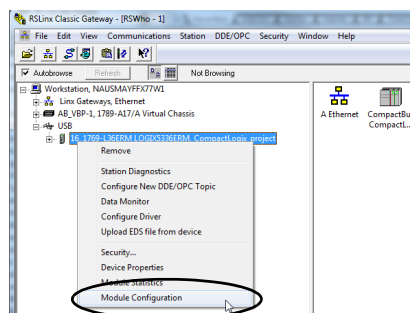 RSLinx Classic Gateway - [RSWho - 1]
File Edit View Communications Station DDE/OPC Security Window Help
Autobrowse Refresh Not Browsing
Workstation, NAUSMAYFFX77W1
Linx Gateways, Ethernet
AB_VBP-1, 1789-A17/A Virtual Chassis
USB
16, 1769-L36ERM LOGIX5336ERM, CompactLogix_project
Remove
Station Diagnostics
Configure New DDE/OPC Topic
Data Monitor
Configure Driver
Upload EDS file from device
Security...
Device Properties
Module Statistics
Module Configuration
A Ethernet
CompactBu
CompactL...